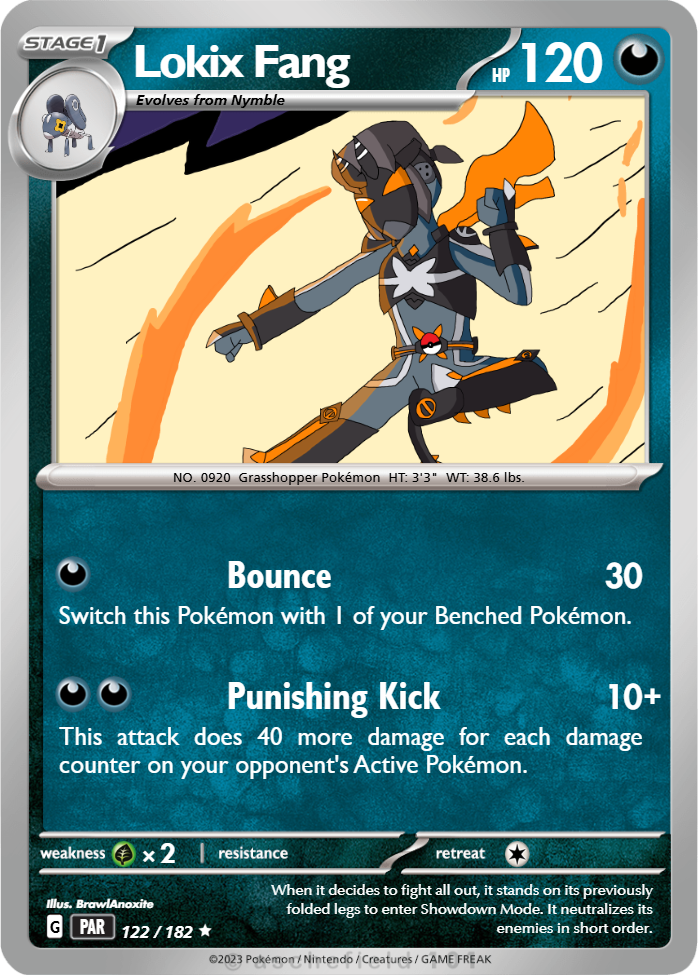 STAGE 1
Lokix Fang
HP 120
Evolves from Nymble
NO. 0920 Grasshopper Pokémon HT: 3'3" WT: 38.6 lbs.
Bounce 30
Switch this Pokémon with 1 of your Benched Pokémon.
Punishing Kick 10+
This attack does 40 more damage for each damage
counter on your opponent's Active Pokémon.
weakness ×2 resistance retreat
Illus. BrawlAnoxite
When it decides to fight all out, it stands on its previously
folded legs to enter Showdown Mode. It neutralizes its
enemies in short order.
G PAR 122 / 182 ★
©2023 Pokémon / Nintendo / Creatures / GAME FREAK